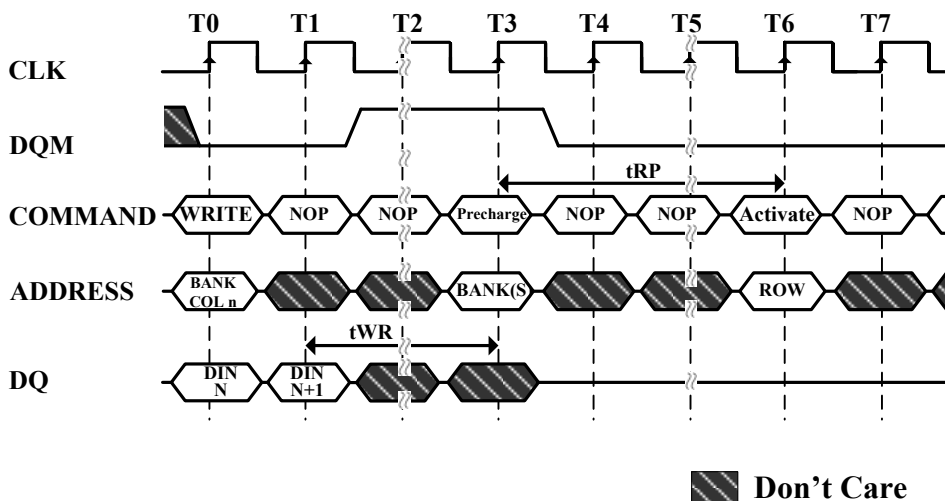 T0 T1 T2 T3 T4 T5 T6 T7
CLK
DQM
tRP
COMMAND WRITE NOP NOP Precharge NOP NOP Activate NOP
ADDRESS BANK COL n BANK(S ROW
tWR
DQ DIN N DIN N+1
Don't Care